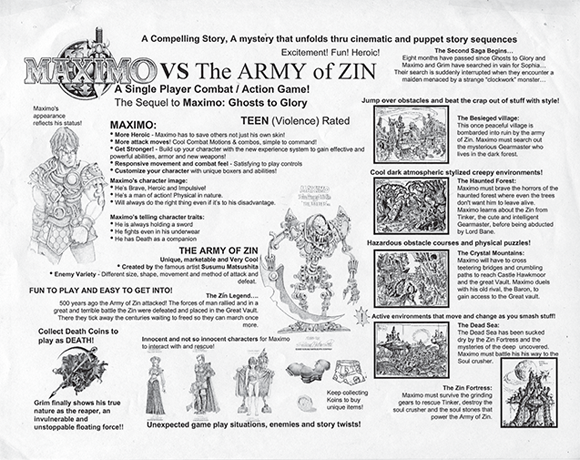 A Compelling Story, A mystery that unfolds thru cinematic and puppet story sequences
Excitement! Fun! Heroic!
MAXIMO VS The ARMY of ZIN
A Single Player Combat / Action Game!
The Sequel to Maximo: Ghosts to Glory
The Second Saga Begins...
Eight months have passed since Ghosts to Glory and
Maximo and Grim have searched in vain for Sophia...
Their search is suddenly interrupted when they encounter a
maiden menaced by a strange "clockwork" monster...
Maximo's
appearance
reflects his status!
TEEN (Violence) Rated
MAXIMO:
* More Heroic - Maximo has to save others not just his own skin!
* More attack moves! Cool Combat Motions & combos, simple to command!
* Get Stronger! - Build up your character with the new experience system to gain effective and
powerful abilities, armor and new weapons!
* Responsive movement and combat feel - Satisfying to play controls
* Customize your character with unique boxers and abilities!
Maximo's character image:
* He's Brave, Heroic and Impulsive!
* He's a man of action! Physical in nature.
* Will always do the right thing even if it's to his disadvantage.
Maximo's telling character traits:
* He is always holding a sword
* He fights even in his underwear
* He has Death as a companion
THE ARMY OF ZIN
Unique, marketable and Very Cool
* Created by the famous artist Susumu Matsushita
* Enemy Variety - Different size, shape, movement and method of attack and
defeat.
FUN TO PLAY AND EASY TO GET INTO!
The Zin Legend...
500 years ago the Army of Zin attacked! The forces of man rallied and in a
great and terrible battle the Zin were defeated and placed in the Great Vault.
There they tick away the centuries waiting to freed so they can march once
more.
Collect Death Coins to
play as DEATH!
Grim finally shows his true
nature as the reaper, an
invulnerable and
unstoppable floating force!!
Innocent and not so innocent characters for Maximo
to interact with and rescue!
Keep collecting
Koins to buy
unique items!
Unexpected game play situations, enemies and story twists!
Jump over obstacles and beat the crap out of stuff with style!
The Besieged village:
This once peaceful village is
bombarded into ruin by the army
of Zin. Maximo must search out
the mysterious Gearmaster who
lives in the dark forest.
Cool dark atmospheric stylized creepy environments!
The Haunted Forest:
Maximo must brave the horrors of the
haunted forest where even the trees
don't want him to leave alive.
Maximo learns about the Zin from
Tinker, the cute and intelligent
Gearmaster, before being abducted
by Lord Bane.
Hazardous obstacle courses and physical puzzles!
The Crystal Mountains:
Maximo will have to cross
teetering bridges and crumbling
paths to reach Castle Hawkmoor
and the great Vault. Maximo duels
with his old rival, the Baron, to
gain access to the Great vault.
Active environments that move and change as you smash stuff!
The Dead Sea:
The Dead Sea has been sucked
dry by the Zin Fortress and the
mysteries of the deep uncovered.
Maximo must battle his his way to the
Soul crusher.
The Zin Fortress:
Maximo must survive the grinding
gears to rescue Tinker, destroy the
soul crusher and the soul stones that
power the Army of Zin.